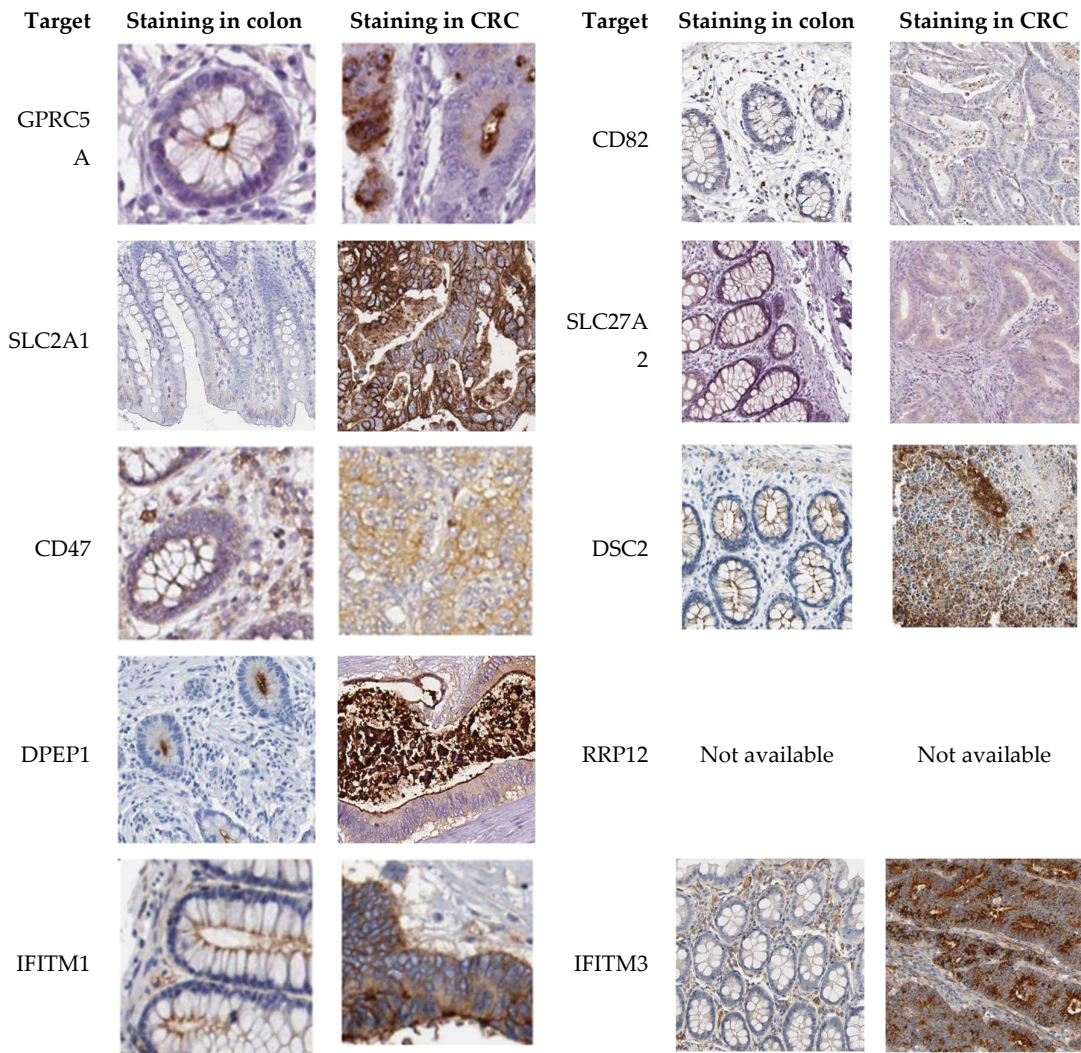 Target Staining in colon Staining in CRC Target Staining in colon Staining in CRC
GPRC5
A
CD82
SLC2A1
SLC27A
2
CD47
DSC2
DPEP1
RRP12 Not available Not available
IFITM1
IFITM3